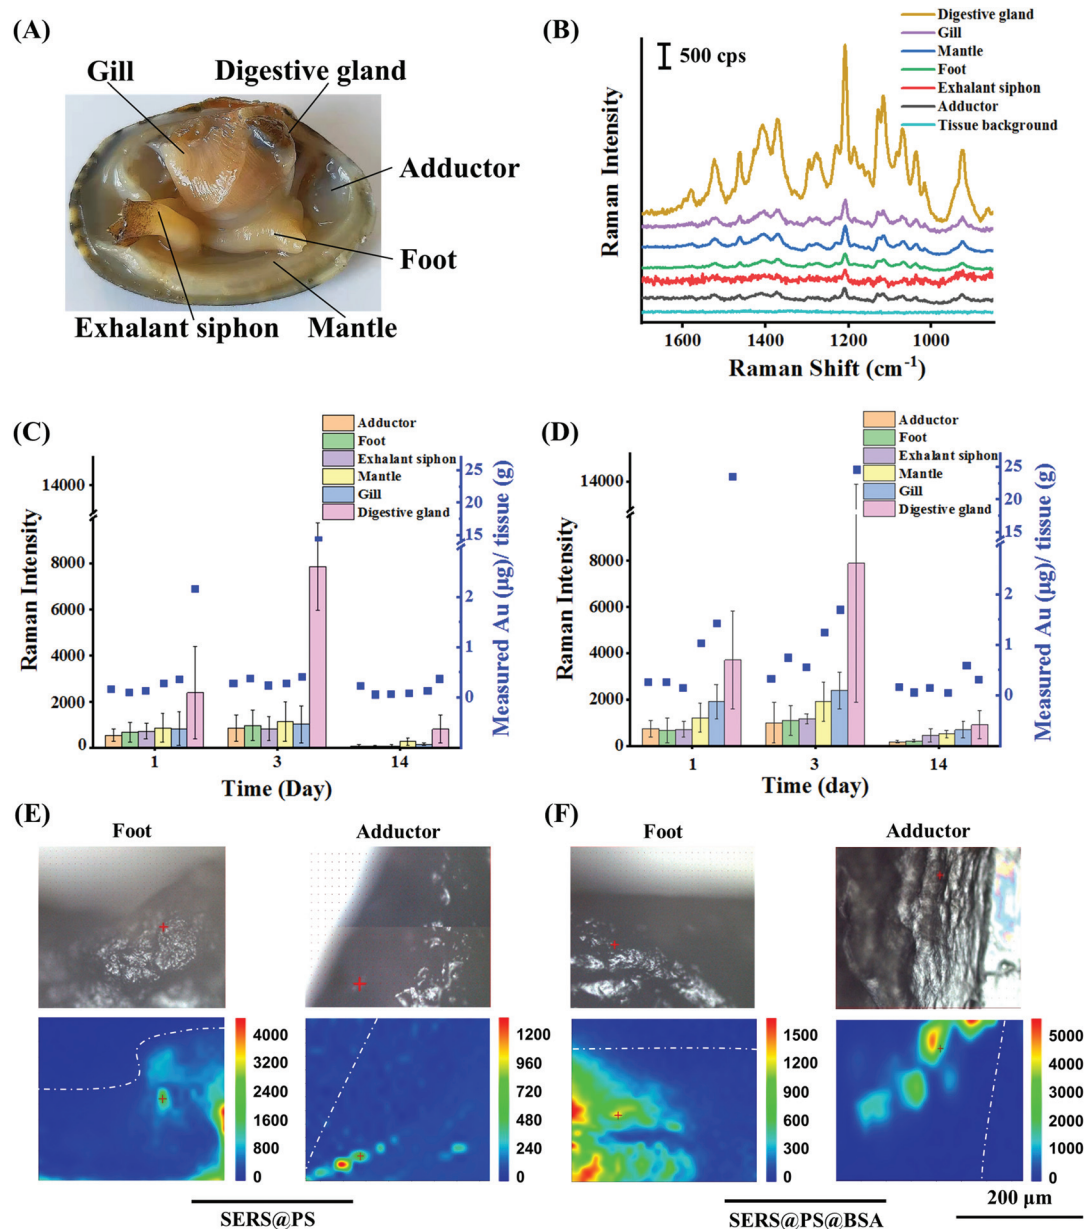 (A)
Gill
Digestive gland
Adductor
Foot
Exhalant siphon
Mantle
(B)
500 cps
Digestive gland
Gill
Mantle
Foot
Exhalant siphon
Adductor
Tissue background
Raman Intensity
1600 1400 1200 1000
Raman Shift (cm⁻¹)
(C)
Adductor
Foot
Exhalant siphon
Mantle
Gill
Digestive gland
Raman Intensity
14000
8000
6000
4000
2000
0
25
20
15
2
1
0
Measured Au (µg)/ tissue (g)
1 3 14
Time (Day)
(D)
Adductor
Foot
Exhalant siphon
Mantle
Gill
Digestive gland
Raman Intensity
14000
8000
6000
4000
2000
0
25
20
15
2
1
0
Measured Au (µg)/ tissue (g)
1 3 14
Time (day)
(E)
Foot
Adductor
4000
3200
2400
1600
800
0
1200
960
720
480
240
0
SERS@PS
(F)
Foot
Adductor
1500
1200
900
600
300
0
5000
4000
3000
2000
1000
0
SERS@PS@BSA
200 µm